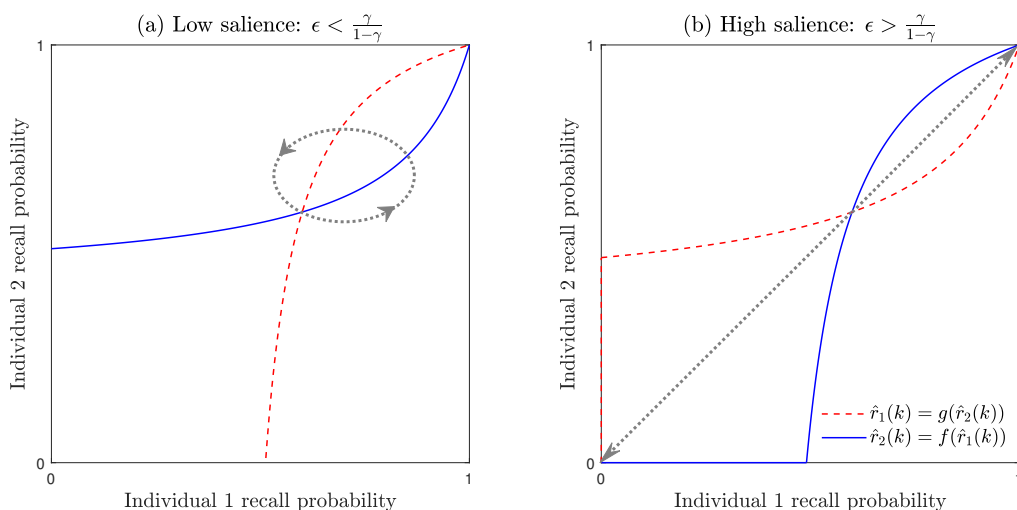 (a) Low salience: ϵ < γ/(1−γ)
1
Individual 2 recall probability
0
0
1
Individual 1 recall probability
(b) High salience: ϵ > γ/(1−γ)
1
Individual 2 recall probability
r̂₁(k) = g(r̂₂(k))
r̂₂(k) = f(r̂₁(k))
0
0
1
Individual 1 recall probability